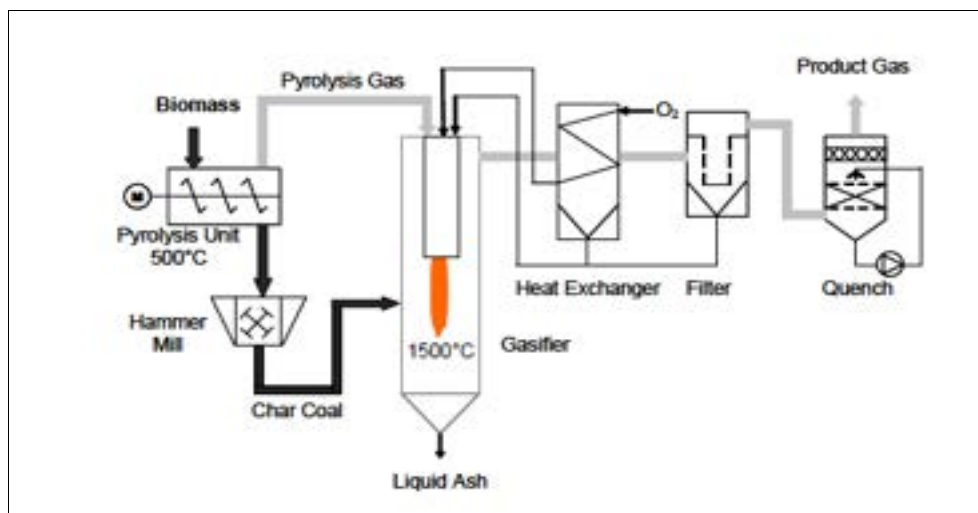 Biomass
Pyrolysis Gas
Product Gas
O₂
M
Pyrolysis Unit
500°C
Hammer
Mill
Char Coal
1500°C
Gasifier
Liquid Ash
Heat Exchanger
Filter
Quench